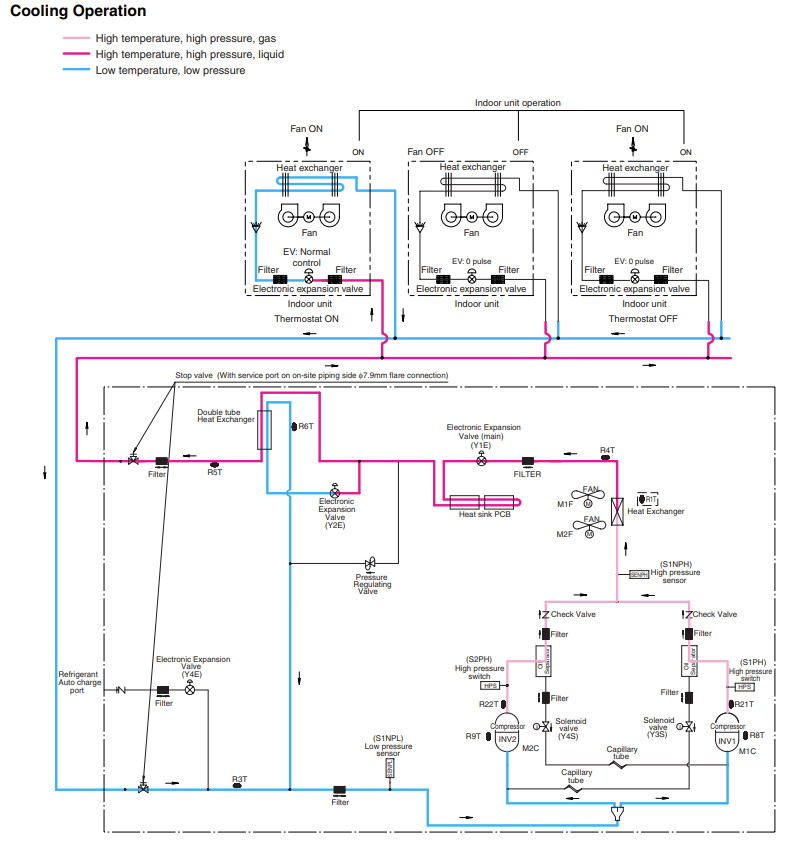 Cooling Operation
High temperature, high pressure, gas
High temperature, high pressure, liquid
Low temperature, low pressure
Indoor unit operation
Fan ON
ON
Fan OFF
OFF
Fan ON
ON
Heat exchanger
Heat exchanger
Heat exchanger
M
M
M
Fan
Fan
Fan
EV: Normal
control
EV: 0 pulse
EV: 0 pulse
Filter
Filter
Filter
Filter
Filter
Filter
Electronic expansion valve
Electronic expansion valve
Electronic expansion valve
Indoor unit
Indoor unit
Indoor unit
Thermostat ON
Thermostat OFF
Stop valve (With service port on on-site piping side φ7.9mm flare connection)
Double tube
Heat Exchanger
R6T
Electronic Expansion
Valve (main)
(Y1E)
R4T
Filter
R5T
FILTER
Electronic
Expansion
Valve
(Y2E)
Heat sink PCB
FAN
M1F
M
R1T
Heat Exchanger
FAN
M2F
M
Pressure
Regulating
Valve
(S1NPH)
SENPH
High pressure
sensor
Check Valve
Check Valve
Filter
Filter
Oil
Separator
Oil
Separator
Electronic Expansion
Valve
(Y4E)
Refrigerant
Auto charge
port
Filter
(S2PH)
High pressure
switch
HPS
(S1PH)
High pressure
switch
HPS
Filter
Filter
R22T
R21T
Compressor
INV2
R9T
M2C
Solenoid
valve
(Y4S)
Solenoid
valve
(Y3S)
Compressor
INV1
R8T
M1C
(S1NPL)
Low pressure
sensor
SENPL
Capillary
tube
Capillary
tube
R3T
Filter